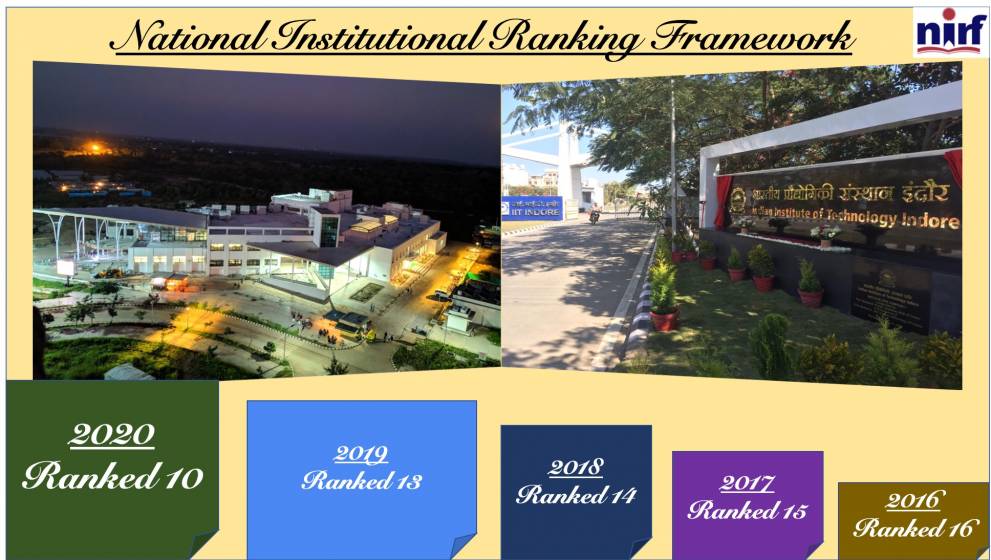 National Institutional Ranking Framework
nirf
IIT INDORE
भारतीय प्रौद्योगिकी संस्थान इंदौर
Indian Institute of Technology Indore
2020
Ranked 10
2019
Ranked 13
2018
Ranked 14
2017
Ranked 15
2016
Ranked 16